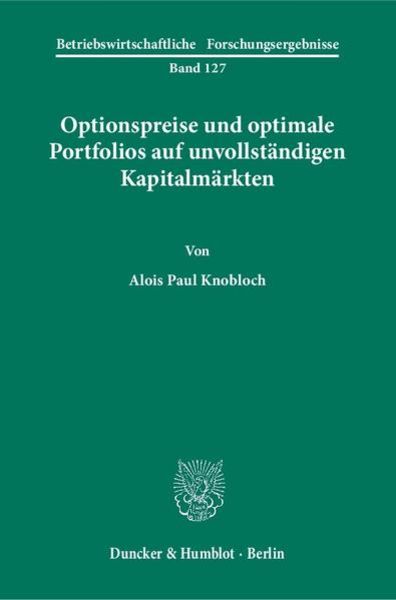 Betriebswirtschaftliche Forschungsergebnisse
Band 127
Optionspreise und optimale
Portfolios auf unvollständigen
Kapitalmärkten
Von
Alois Paul Knobloch
Duncker & Humblot · Berlin